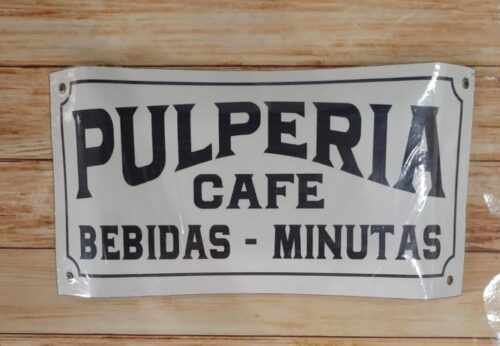 PULPERIA
CAFE
BEBIDAS - MINUTAS